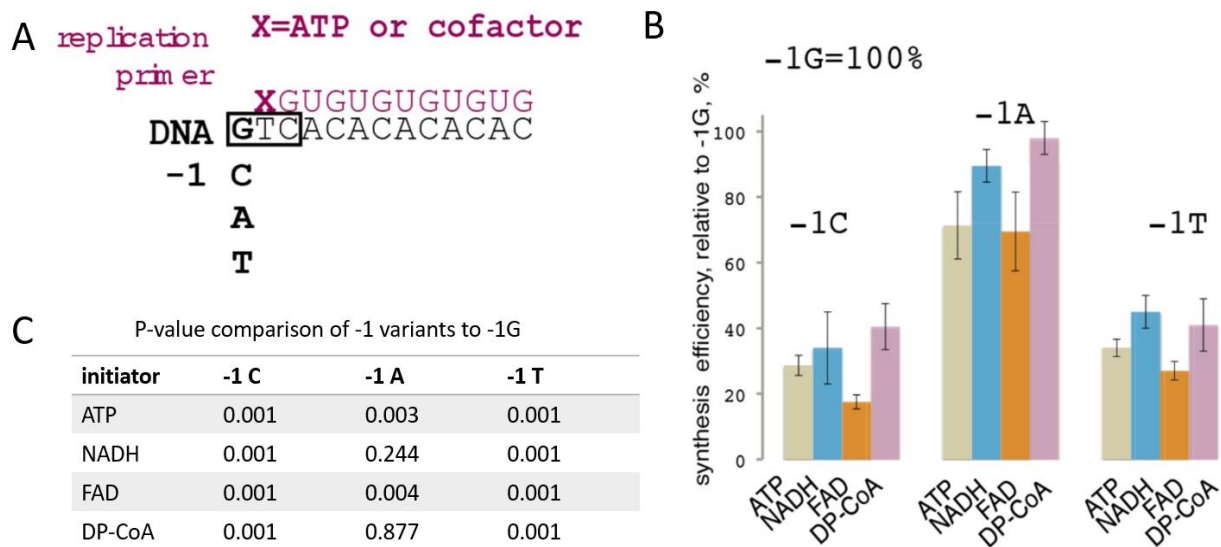 A
replication
primer
X=ATP or cofactor
XGUGUGUGUGUG
DNA GTCACACACACAC
-1 C
A
T
B
-1G=100%
synthesis efficiency, relative to -1G, %
100
80
60
40
20
0
-1C
-1A
-1T
ATP
NADH
FAD
DP-CoA
ATP
NADH
FAD
DP-CoA
ATP
NADH
FAD
DP-CoA
C
P-value comparison of -1 variants to -1G
initiator -1 C -1 A -1 T
ATP 0.001 0.003 0.001
NADH 0.001 0.244 0.001
FAD 0.001 0.004 0.001
DP-CoA 0.001 0.877 0.001